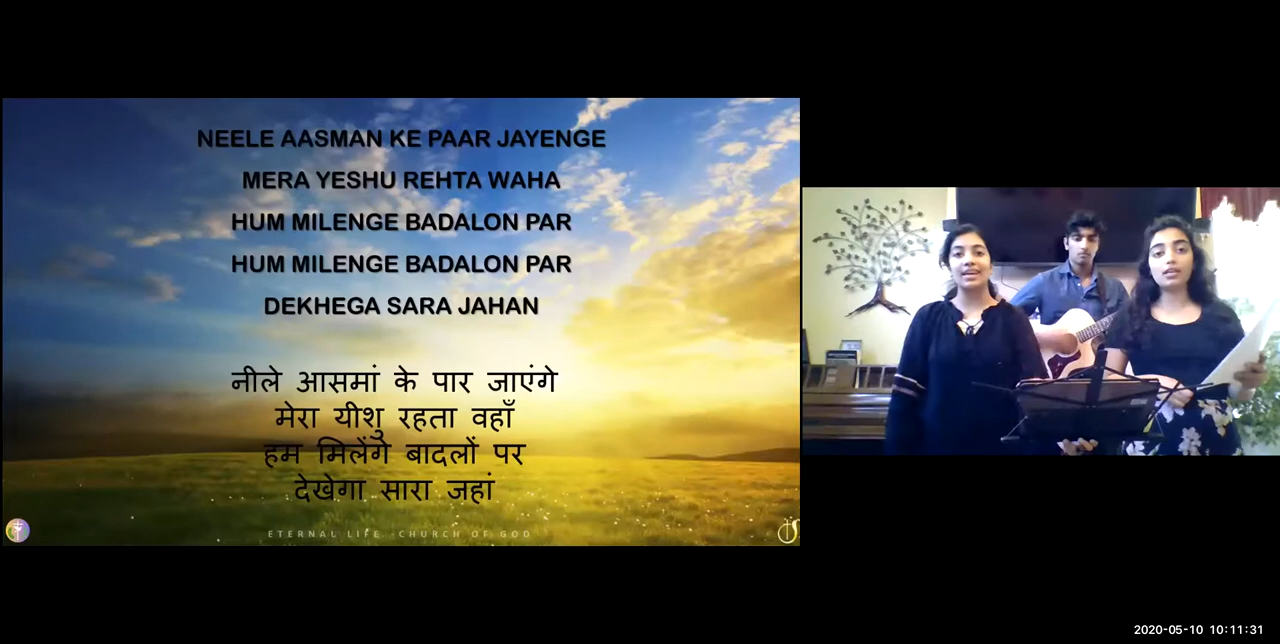 NEELE AASMAN KE PAAR JAYENGE
MERA YESHU REHTA WAHA
HUM MILENGE BADALON PAR
HUM MILENGE BADALON PAR
DEKHEGA SARA JAHAN
नीले आसमां के पार जाएंगे
मेरा यीशु रहता वहाँ
हम मिलेंगे बादलों पर
देखेगा सारा जहां
ETERNAL LIFE CHURCH OF GOD
2020-05-10 10:11:31